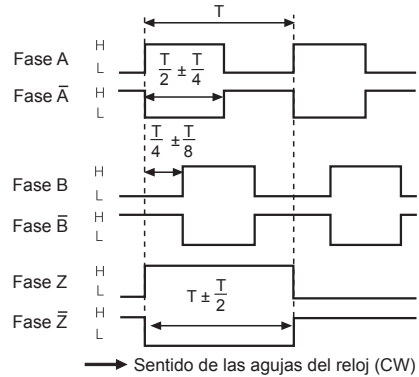 T
Fase A H
L
T/2 ± T/4
Fase A̅ H
L
T/4 ± T/8
Fase B H
L
Fase B̅ H
L
Fase Z H
L
T ± T/2
Fase Z̅ H
L
Sentido de las agujas del reloj (CW)